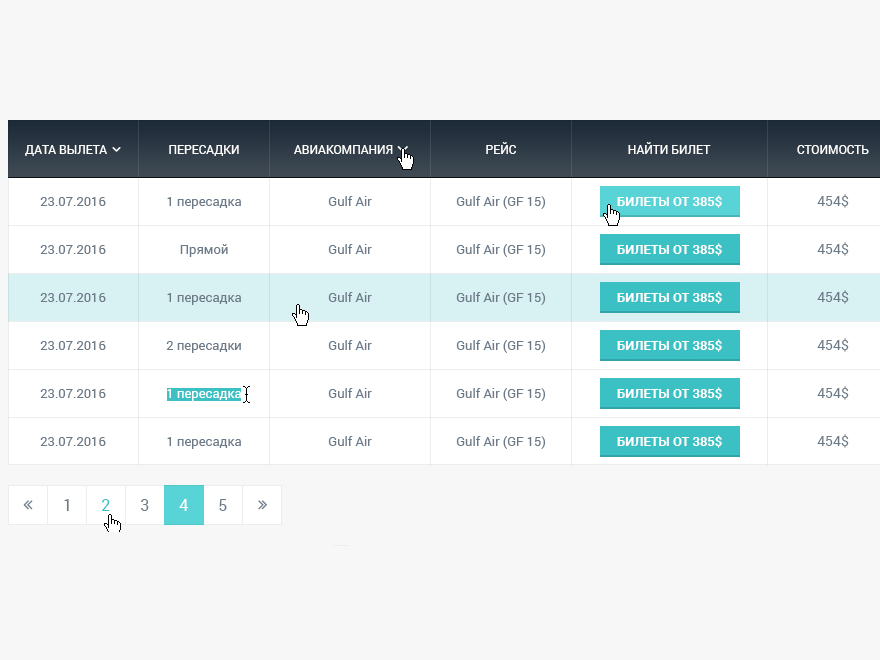 ДАТА ВЫЛЕТА ПЕРЕСАДКИ АВИАКОМПАНИЯ РЕЙС НАЙТИ БИЛЕТ СТОИМОСТЬ
23.07.2016 1 пересадка Gulf Air Gulf Air (GF 15) БИЛЕТЫ ОТ 385$ 454$
23.07.2016 Прямой Gulf Air Gulf Air (GF 15) БИЛЕТЫ ОТ 385$ 454$
23.07.2016 1 пересадка Gulf Air Gulf Air (GF 15) БИЛЕТЫ ОТ 385$ 454$
23.07.2016 2 пересадки Gulf Air Gulf Air (GF 15) БИЛЕТЫ ОТ 385$ 454$
23.07.2016 1 пересадка Gulf Air Gulf Air (GF 15) БИЛЕТЫ ОТ 385$ 454$
23.07.2016 1 пересадка Gulf Air Gulf Air (GF 15) БИЛЕТЫ ОТ 385$ 454$
« 1 2 3 4 5 »